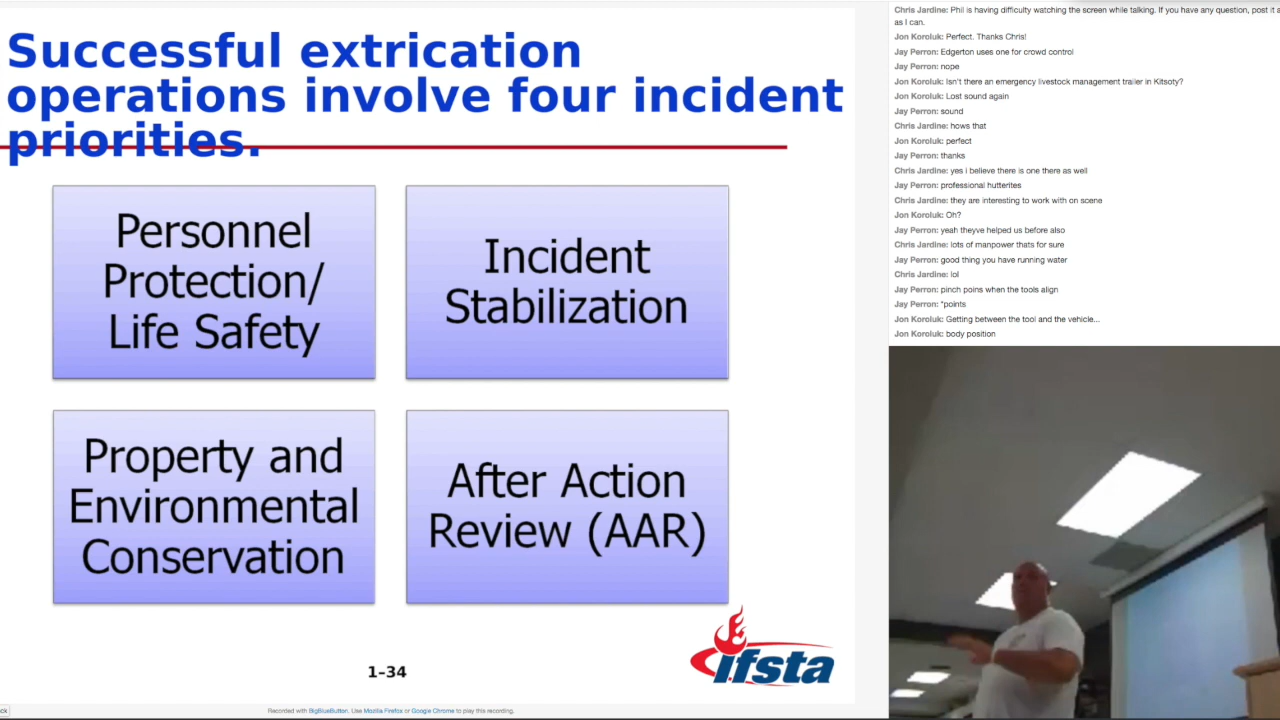 Successful extrication
operations involve four incident
priorities.
Personnel
Protection/
Life Safety
Incident
Stabilization
Property and
Environmental
Conservation
After Action
Review (AAR)
1-34
ifsta
Recorded with BigBlueButton. Use Mozilla Firefox or Google Chrome to play this recording.
Chris Jardine: Phil is having difficulty watching the screen while talking. If you have any question, post it
as I can.
Jon Koroluk: Perfect. Thanks Chris!
Jay Perron: Edgerton uses one for crowd control
Jay Perron: nope
Jon Koroluk: Isn't there an emergency livestock management trailer in Kitsoty?
Jon Koroluk: Lost sound again
Jay Perron: sound
Chris Jardine: hows that
Jon Koroluk: perfect
Jay Perron: thanks
Chris Jardine: yes i believe there is one there as well
Jay Perron: professional hutterites
Chris Jardine: they are interesting to work with on scene
Jon Koroluk: Oh?
Jay Perron: yeah theyve helped us before also
Chris Jardine: lots of manpower thats for sure
Jay Perron: good thing you have running water
Chris Jardine: lol
Jay Perron: pinch poins when the tools align
Jay Perron: *points
Jon Koroluk: Getting between the tool and the vehicle...
Jon Koroluk: body position